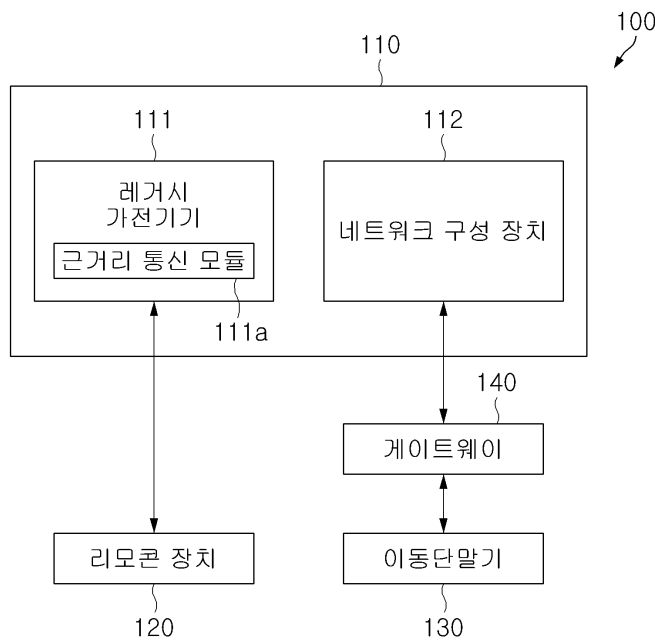 100
110
111
112
레거시
가전기기
근거리 통신 모듈
111a
네트워크 구성 장치
140
게이트웨이
리모콘 장치
이동단말기
120
130